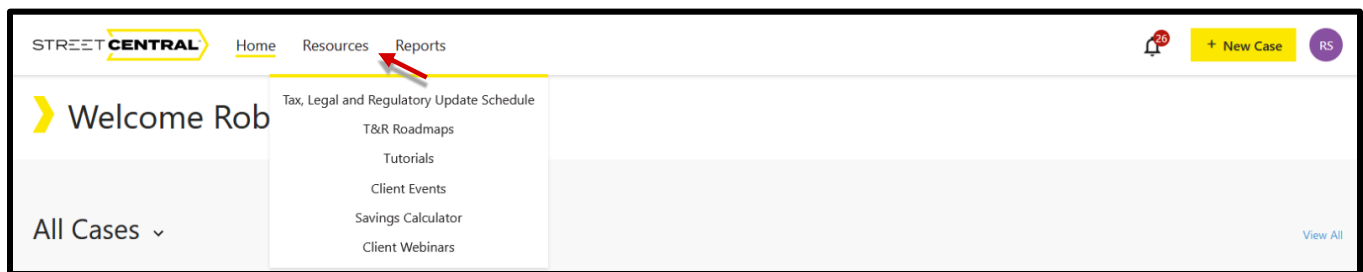 STREETCENTRAL Home Resources Reports 26 + New Case RS
Welcome Rob
Tax, Legal and Regulatory Update Schedule
T&R Roadmaps
Tutorials
Client Events
Savings Calculator
Client Webinars
All Cases
View All